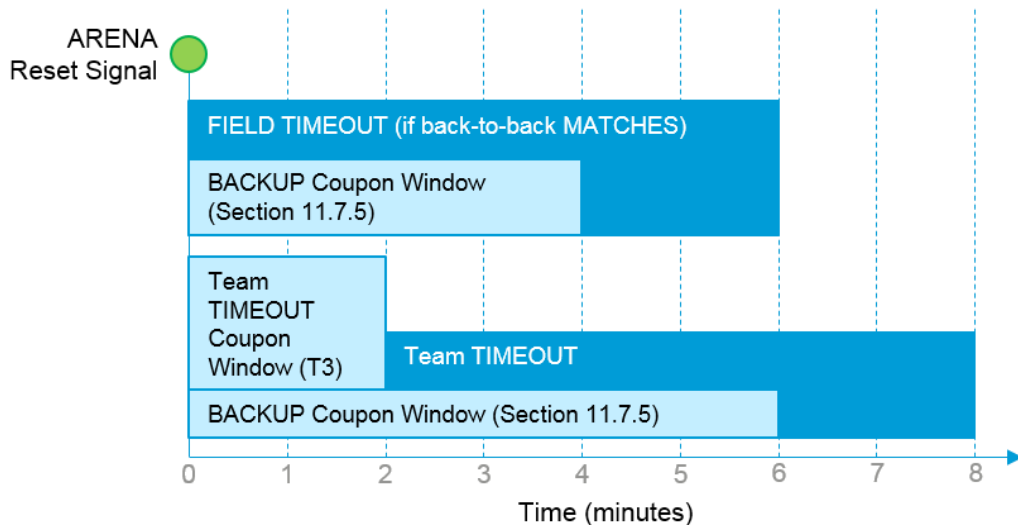 ARENA
Reset Signal
FIELD TIMEOUT (if back-to-back MATCHES)
BACKUP Coupon Window
(Section 11.7.5)
Team
TIMEOUT
Coupon
Window (T3)
Team TIMEOUT
BACKUP Coupon Window (Section 11.7.5)
0 1 2 3 4 5 6 7 8
Time (minutes)